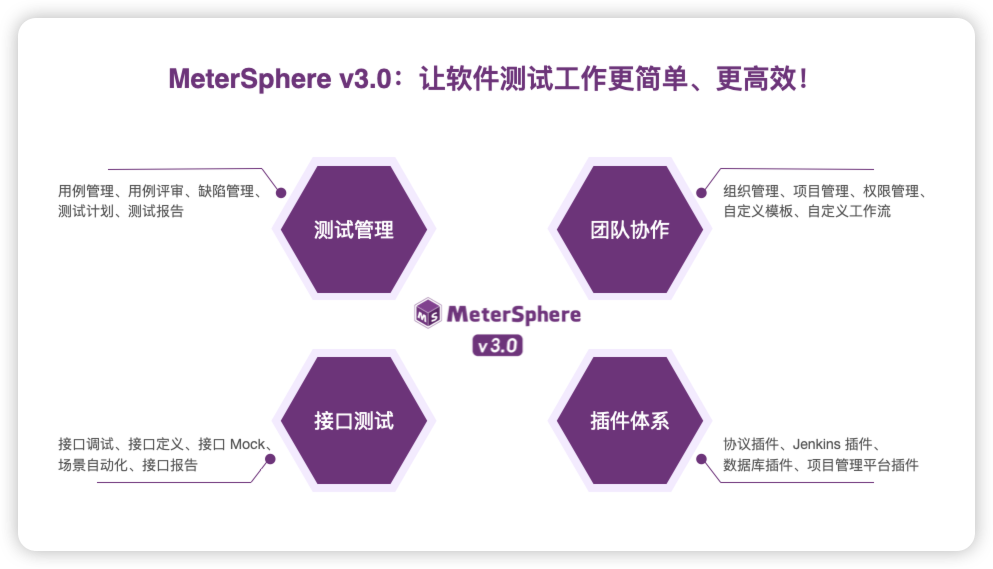 MeterSphere v3.0：让软件测试工作更简单、更高效！
用例管理、用例评审、缺陷管理、
测试计划、测试报告
测试管理
团队协作
组织管理、项目管理、权限管理、
自定义模板、自定义工作流
MS MeterSphere
v3.0
接口调试、接口定义、接口 Mock、
场景自动化、接口报告
接口测试
插件体系
协议插件、Jenkins 插件、
数据库插件、项目管理平台插件